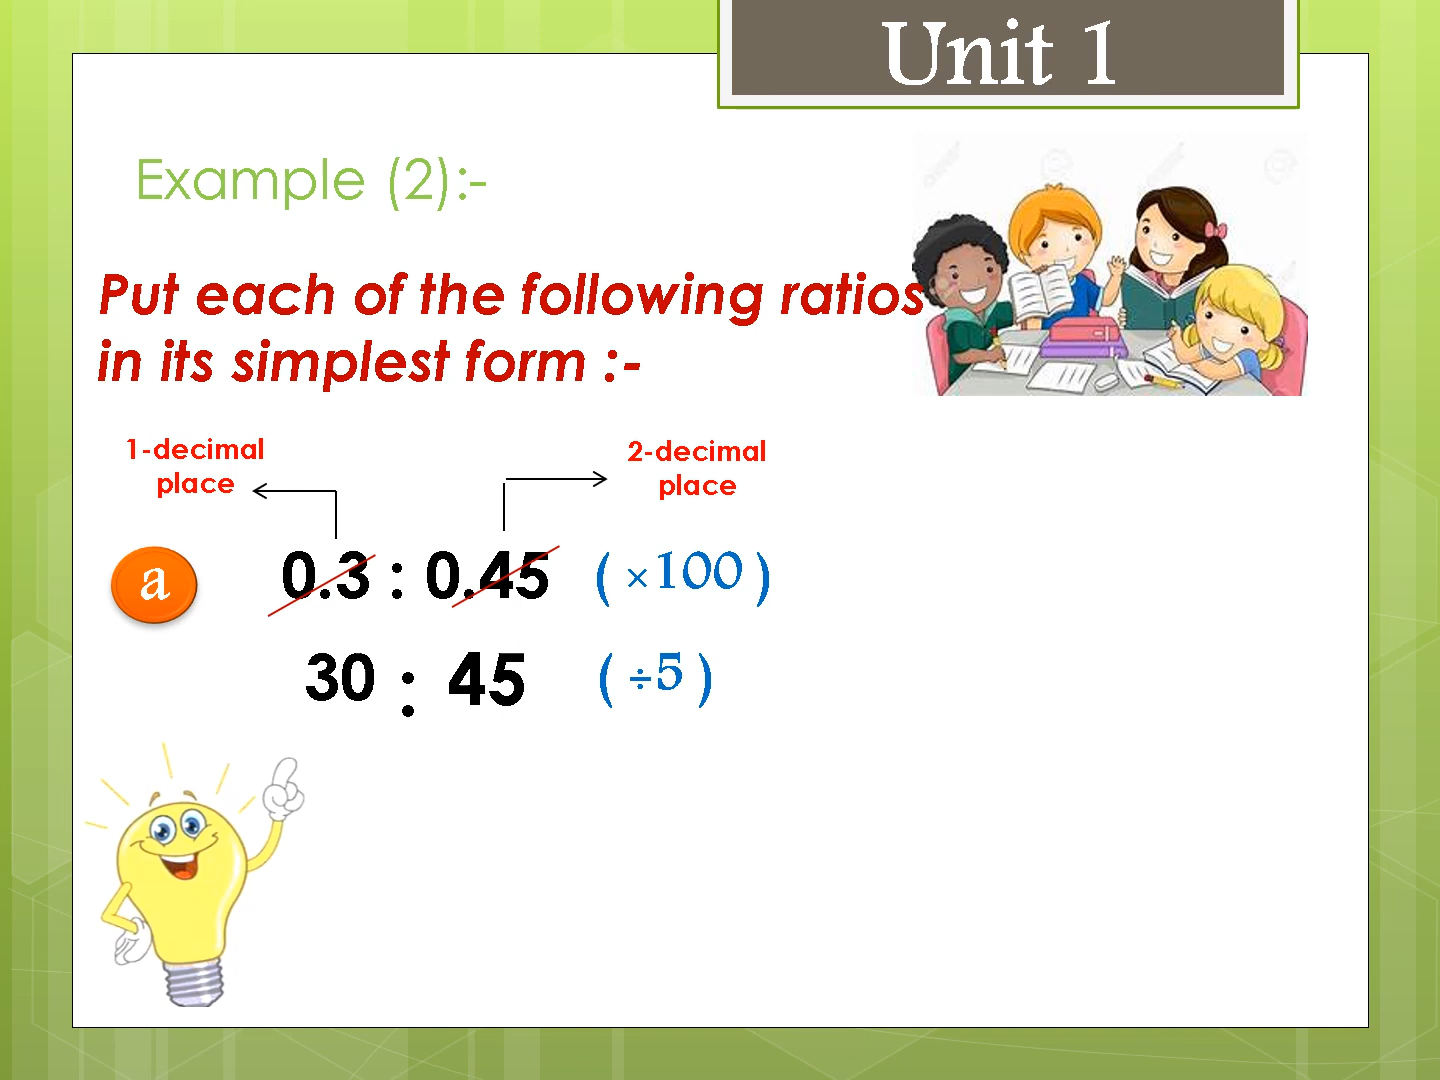 Unit 1
Example (2):-
Put each of the following ratios
in its simplest form :-
1-decimal
place
2-decimal
place
a
0.3 : 0.45 ( ×100 )
30 : 45 ( ÷5 )